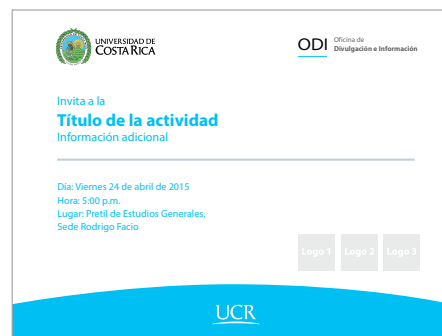 UNIVERSIDAD DE
COSTA RICA
ODI
Oficina de
Divulgación e Información
Invita a la
Título de la actividad
Información adicional
Día: Viernes 24 de abril de 2015
Hora: 5:00 p.m.
Lugar: Pretil de Estudios Generales,
Sede Rodrigo Facio
Logo 1 Logo 2 Logo 3
UCR